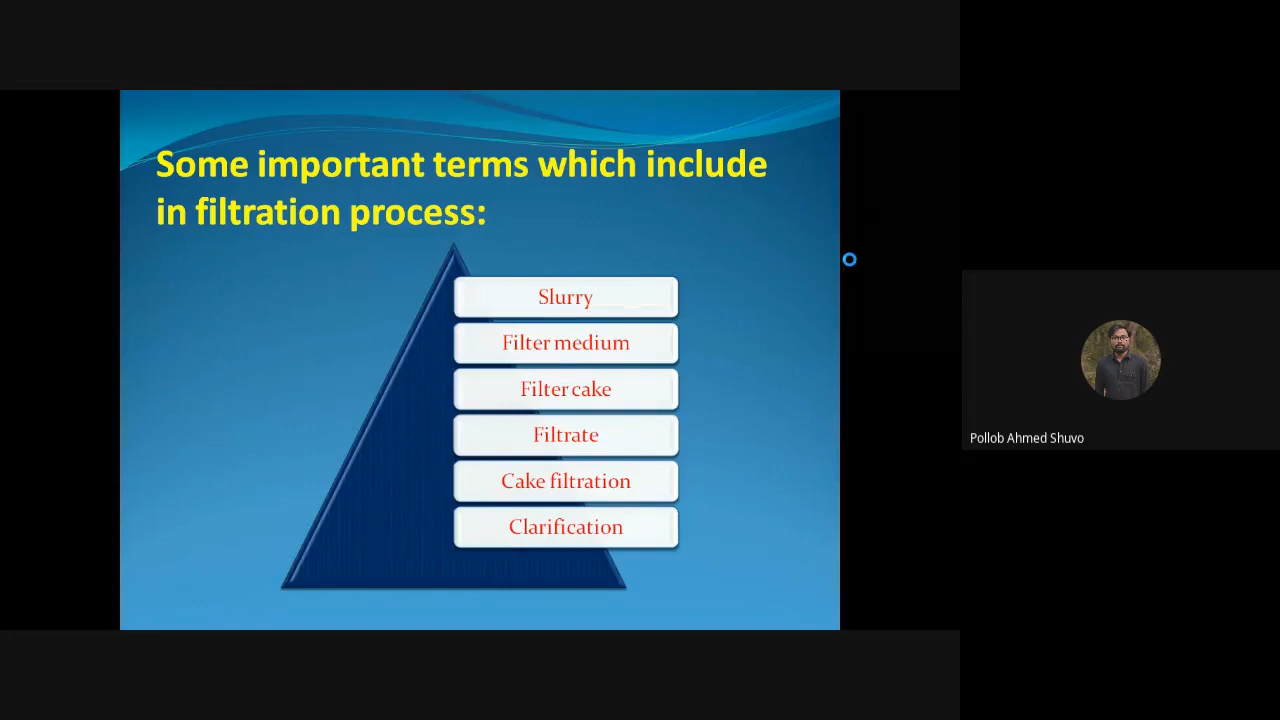 Some important terms which include
in filtration process:
Slurry
Filter medium
Filter cake
Filtrate
Cake filtration
Clarification
Pollob Ahmed Shuvo